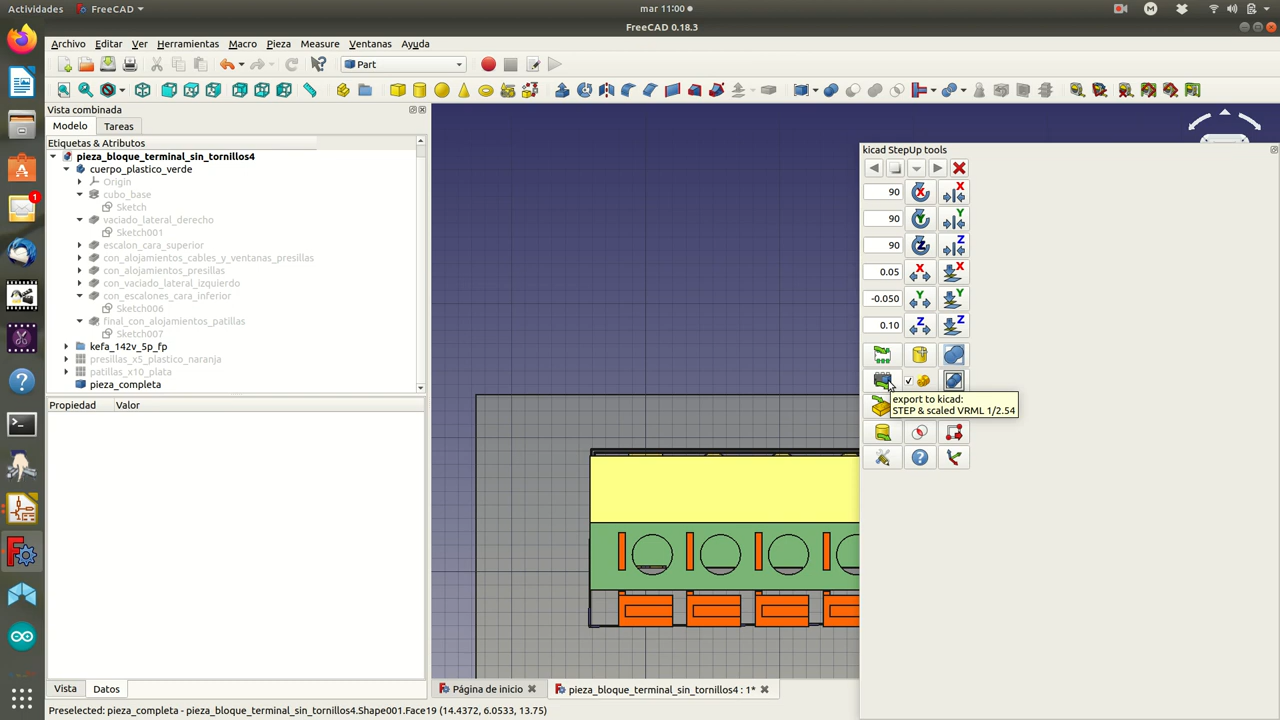 Actividades
FreeCAD
mar 11:00
FreeCAD 0.18.3
Archivo Editar Ver Herramientas Macro Pieza Measure Ventanas Ayuda
Part
Vista combinada
Modelo Tareas
Etiquetas & Atributos
pieza_bloque_terminal_sin_tornillos4
cuerpo_plastico_verde
Origin
cubo_base
Sketch
vaciado_lateral_derecho
Sketch001
escalon_cara_superior
con_alojamientos_cables_y_ventanas_presillas
con_alojamientos_presillas
con_vaciado_lateral_izquierdo
con_escalones_cara_inferior
Sketch006
final_con_alojamientos_patillas
Sketch007
kefa_142v_5p_fp
presillas_x5_plastico_naranja
patillas_x10_plata
pieza_completa
Propiedad Valor
Vista Datos
kicad StepUp tools
90 X X
90 Y Y
90 Z Z
0.05 X X
-0.050 Y Y
0.10 Z Z
export to kicad:
STEP & scaled VRML 1/2.54
Página de inicio
pieza_bloque_terminal_sin_tornillos4 : 1*
Preselected: pieza_completa - pieza_bloque_terminal_sin_tornillos4.Shape001.Face19 (14.4372, 6.0533, 13.75)
1